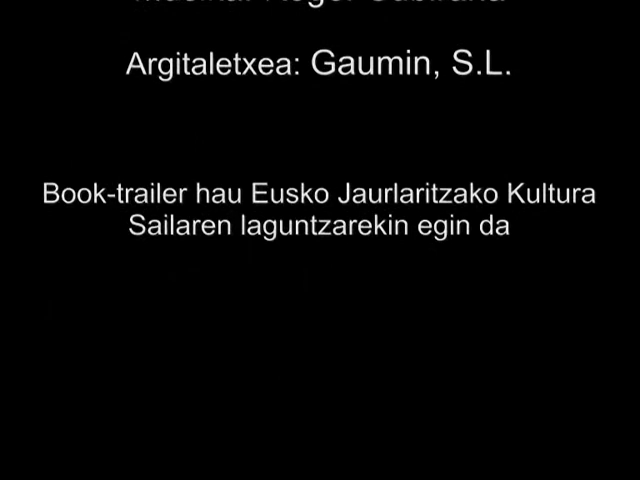 Argitaletxea: Gaumin, S.L.
Book-trailer hau Eusko Jaurlaritzako Kultura
Sailaren laguntzarekin egin da